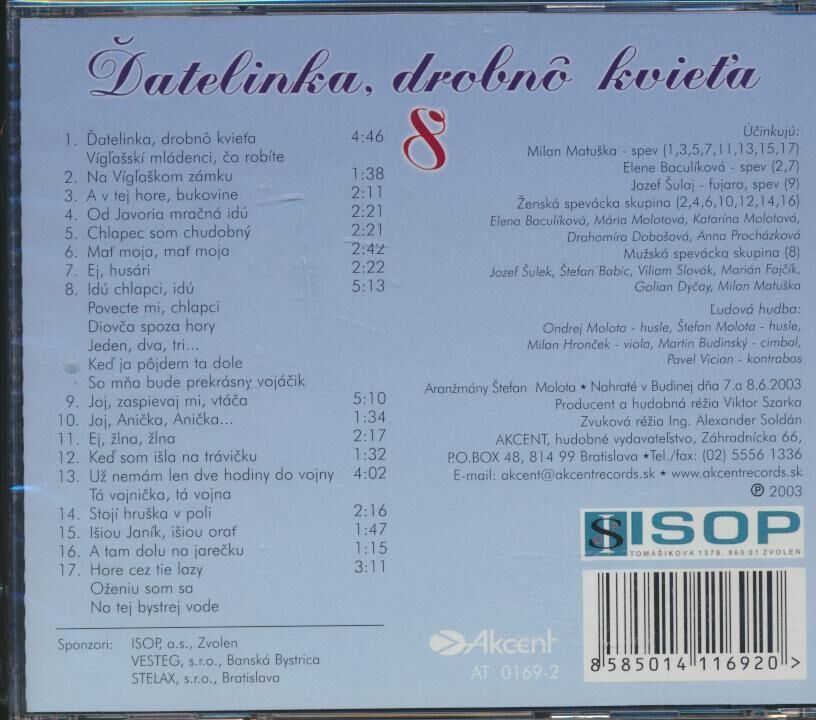 Ďatelinka, drobnô kvieťa
8
1. Ďatelinka, drobnô kvieťa 4:46
Vígľašskí mládenci, čo robíte
2. Na Vígľaškom zámku 1:38
3. A v tej hore, bukovine 2:11
4. Od Javoria mračná idú 2:21
5. Chlapec som chudobný 2:21
6. Mať moja, mať moja 2:42
7. Ej, husári 2:22
8. Idú chlapci, idú 5:13
Povecte mi, chlapci
Diovča spoza hory
Jeden, dva, tri...
Keď ja pôjdem ta dole
So mňa bude prekrásny vojáčik
9. Joj, zaspievaj mi, vtáča 5:10
10. Jaj, Anička, Anička... 1:34
11. Ej, žlna, žlna 2:17
12. Keď som išla na trávičku 1:32
13. Už nemám len dve hodiny do vojny 4:02
Tá vojnička, tá vojna
14. Stojí hruška v poli 2:16
15. Išiou Janík, išiou orať 1:47
16. A tam dolu na jarečku 1:15
17. Hore cez tie lazy 3:11
Oženiu som sa
Na tej bystrej vode
Sponzori: ISOP, a.s., Zvolen
VESTEG, s.r.o., Banská Bystrica
STELAX, s.r.o., Bratislava
Účinkujú:
Milan Matuška - spev (1,3,5,7,11,13,15,17)
Elene Baculíková - spev (2,7)
Jozef Šulaj - fujara, spev (9)
Ženská spevácka skupina (2,4,6,10,12,14,16)
Elena Baculíková, Mária Molotová, Katarína Molotová,
Drahomíra Dobošová, Anna Procházková
Mužská spevácka skupina (8)
Jozef Šulek, Štefan Babic, Viliam Slovák, Marián Fajčík,
Golian Dyčay, Milan Matuška
Ľudová hudba:
Ondrej Molota - husle, Štefan Molota - husle,
Milan Hronček - viola, Martin Budinský - cimbal,
Pavel Vician - kontrabas
Aranžmány Štefan Molota ★ Nahraté v Budinej dňa 7.a 8.6.2003
Producent a hudobná réžia Viktor Szarka
Zvuková réžia Ing. Alexander Soldán
AKCENT, hudobné vydavateľstvo, Záhradnícka 66,
P.O.BOX 48, 814 99 Bratislava ★Tel./fax: (02) 5556 1336
E-mail: akcent@akcentrecords.sk ★ www.akcentrecords.sk
℗ 2003
IS ISOP
TOMÁŠIKOVA 1379, 960 01 ZVOLEN
Akcent
AT 0169-2
8 585014 116920 >